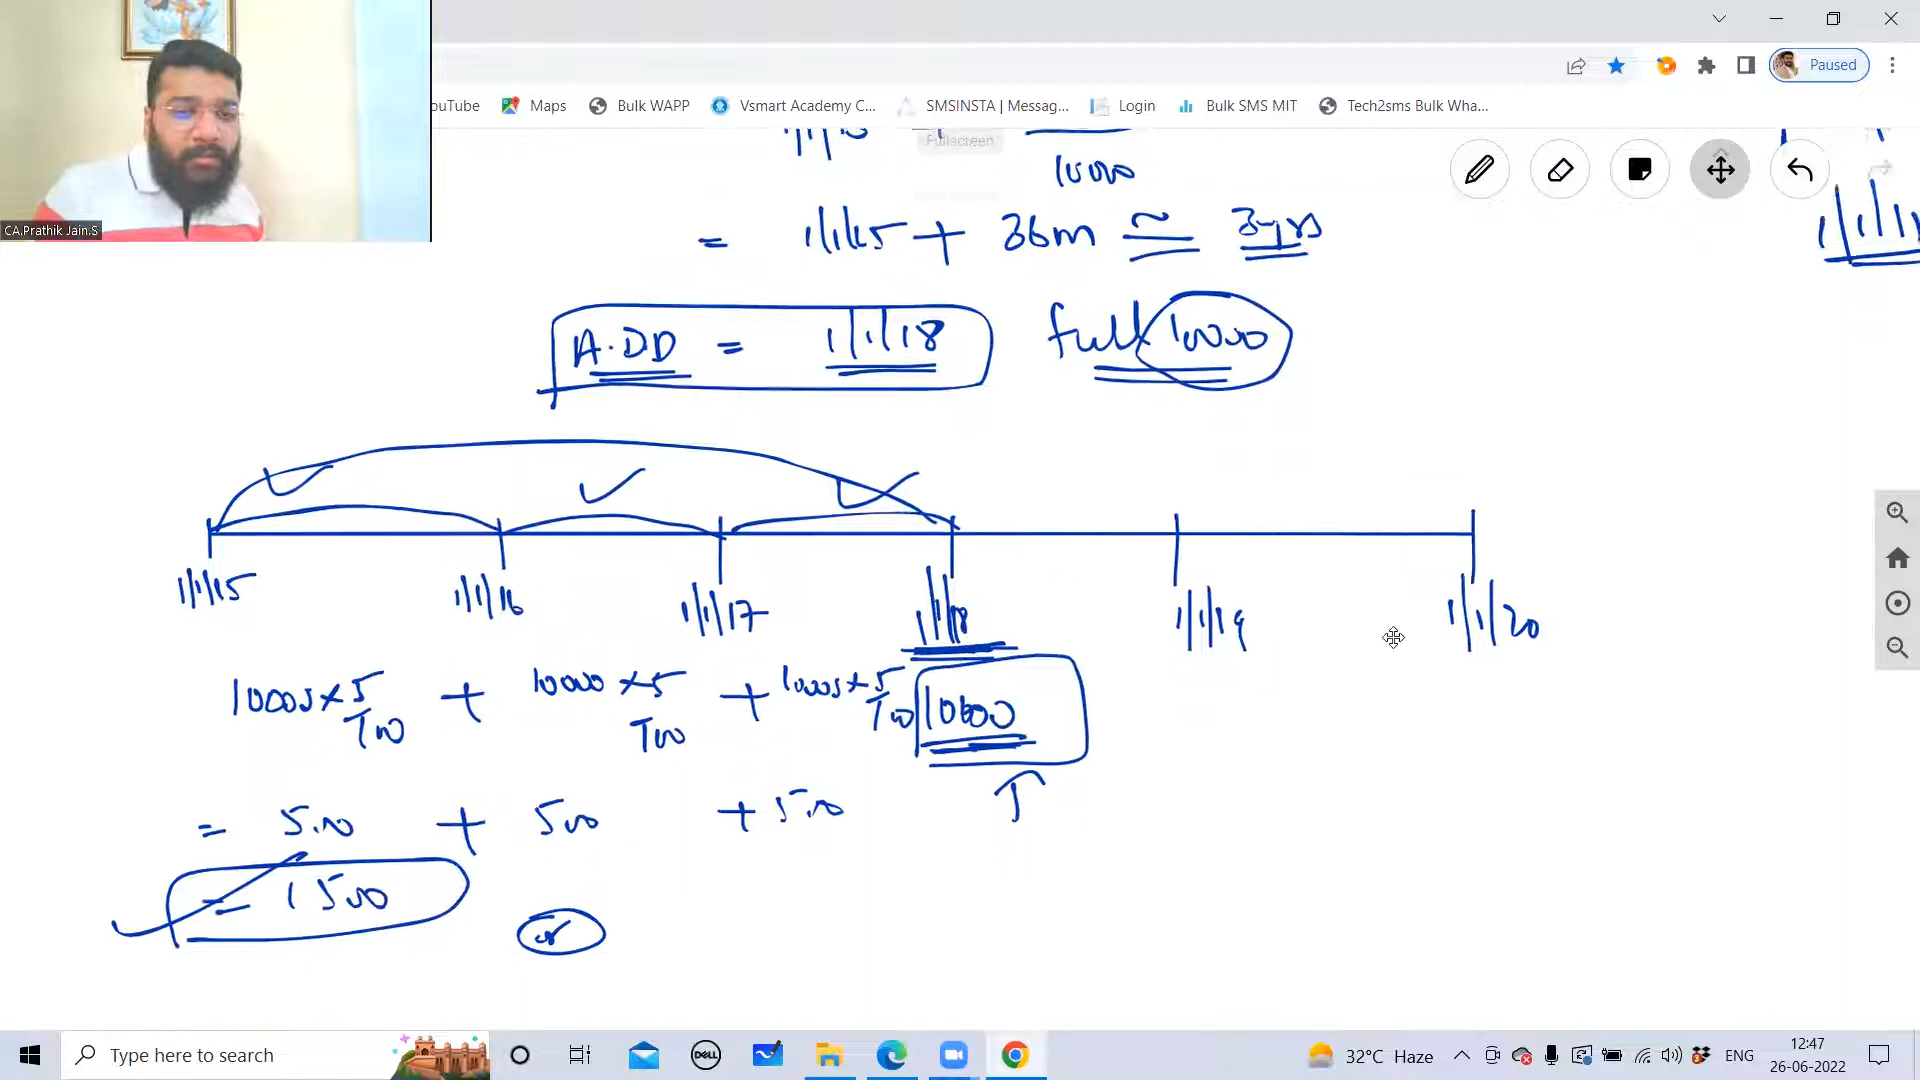 Paused
ouTube Maps Bulk WAPP Vsmart Academy C... SMSINSTA | Messag... Login Bulk SMS MIT Tech2sms Bulk Wha...
Fullscreen
10000
= 1/1/15 + 36m ≃ 3yrs
CA.Prathik Jain.S
A.DD = 1/1/18 full 10000
1/1/15 1/1/16 1/1/17 1/1/18 1/1/19 1/1/20
10000 × 5/100 + 10000 × 5/100 + 10000 × 5/100 10000
= 500 + 500 + 500
= 1500
or
Type here to search
DELL
32°C Haze
ENG
12:47
26-06-2022